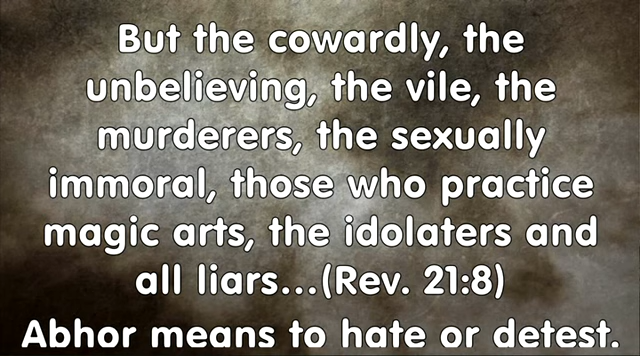 But the cowardly, the
unbelieving, the vile, the
murderers, the sexually
immoral, those who practice
magic arts, the idolaters and
all liars...(Rev. 21:8)
Abhor means to hate or detest.